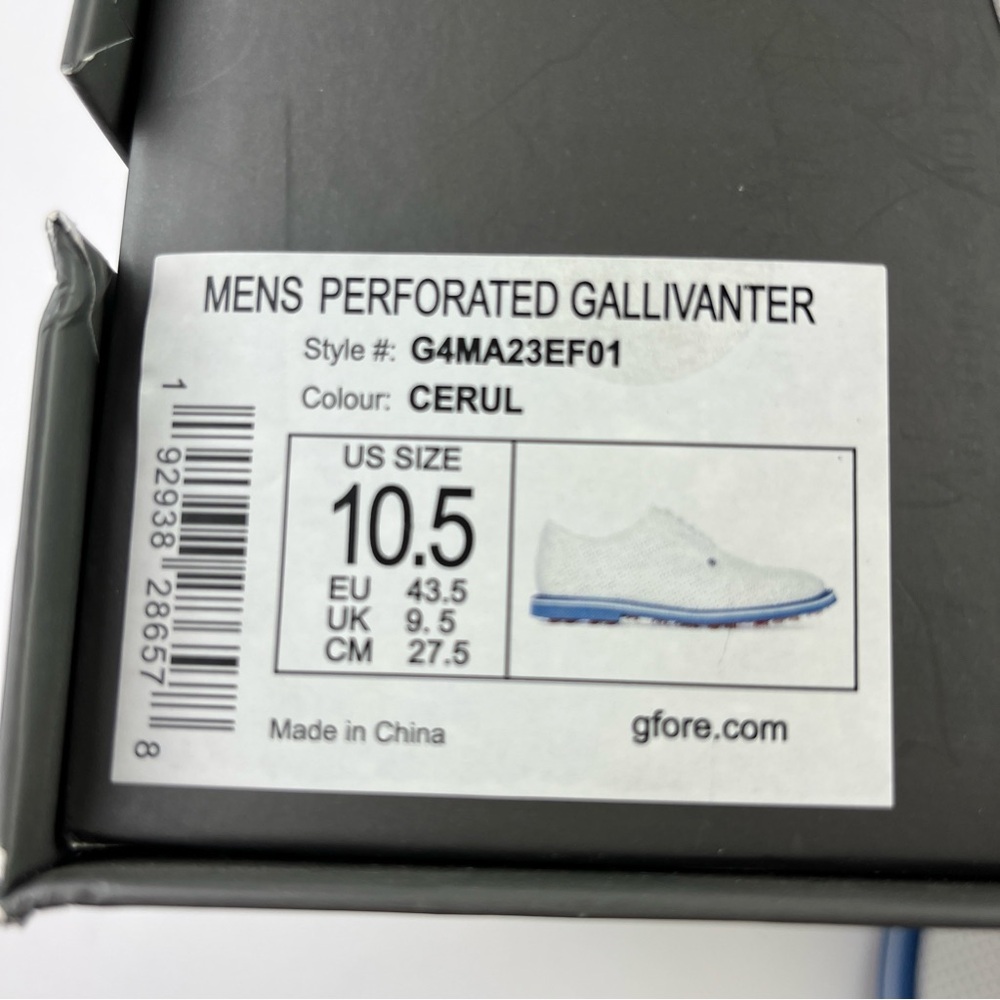 MENS PERFORATED GALLIVANTER
Style #: G4MA23EF01
Colour: CERUL
US SIZE
10.5
EU 43.5
UK 9.5
CM 27.5
Made in China
gfore.com
1 92938 28657 8